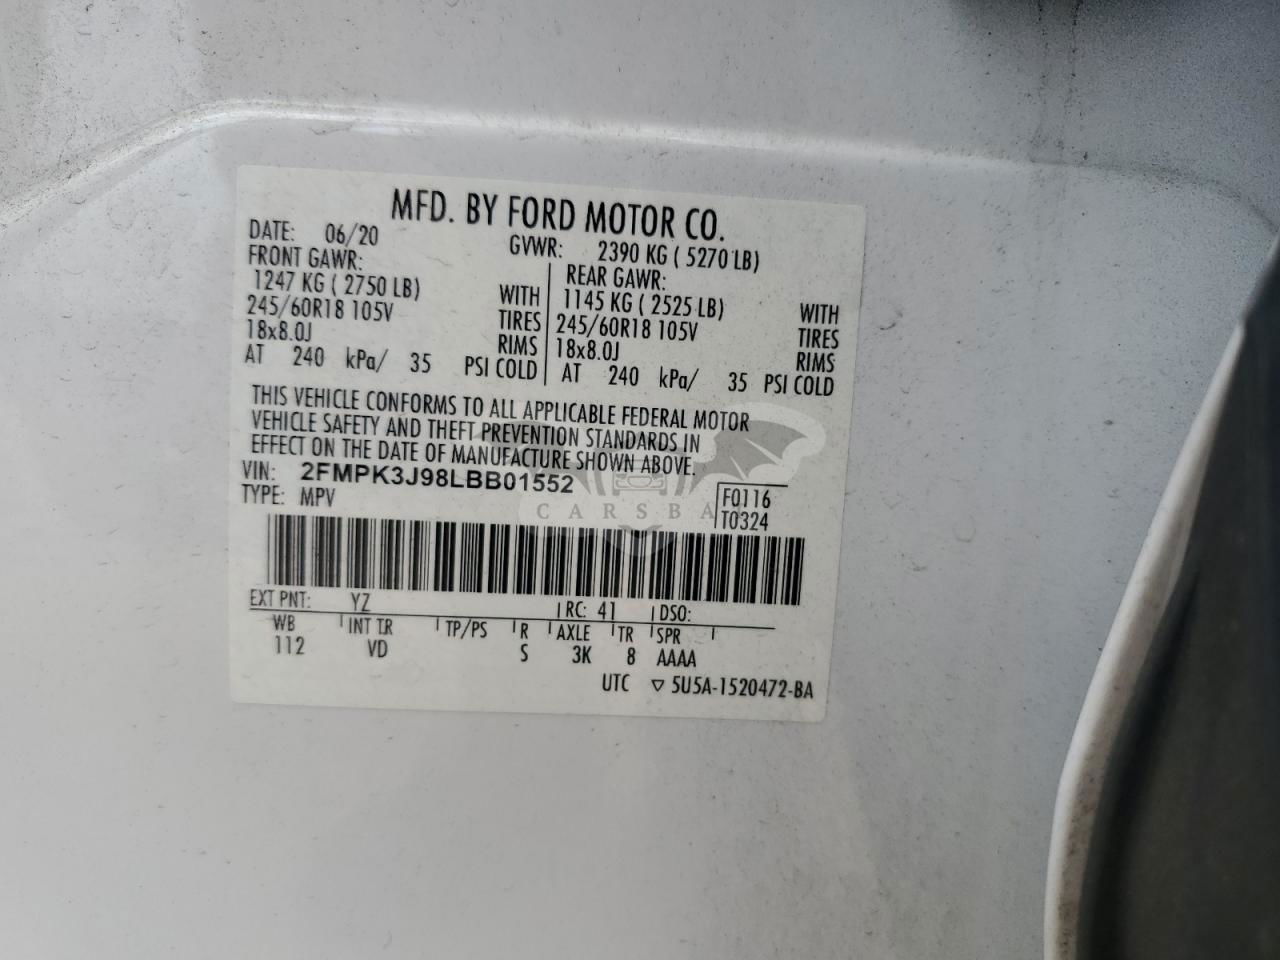 MFD. BY FORD MOTOR CO.
DATE: 06/20 GVWR: 2390 KG ( 5270 LB)
FRONT GAWR: REAR GAWR:
1247 KG ( 2750 LB) WITH 1145 KG ( 2525 LB) WITH
245/60R18 105V TIRES 245/60R18 105V TIRES
18x8.0J RIMS 18x8.0J RIMS
AT 240 kPa/ 35 PSI COLD AT 240 kPa/ 35 PSI COLD
THIS VEHICLE CONFORMS TO ALL APPLICABLE FEDERAL MOTOR
VEHICLE SAFETY AND THEFT PREVENTION STANDARDS IN
EFFECT ON THE DATE OF MANUFACTURE SHOWN ABOVE.
VIN: 2FMPK3J98LBB01552 F0116
TYPE: MPV T0324
CARSBAT
EXT PNT: YZ RC: 41 DSO:
WB INT TR TP/PS R AXLE TR SPR
112 VD S 3K 8 AAAA
UTC ▽ 5U5A-1520472-BA